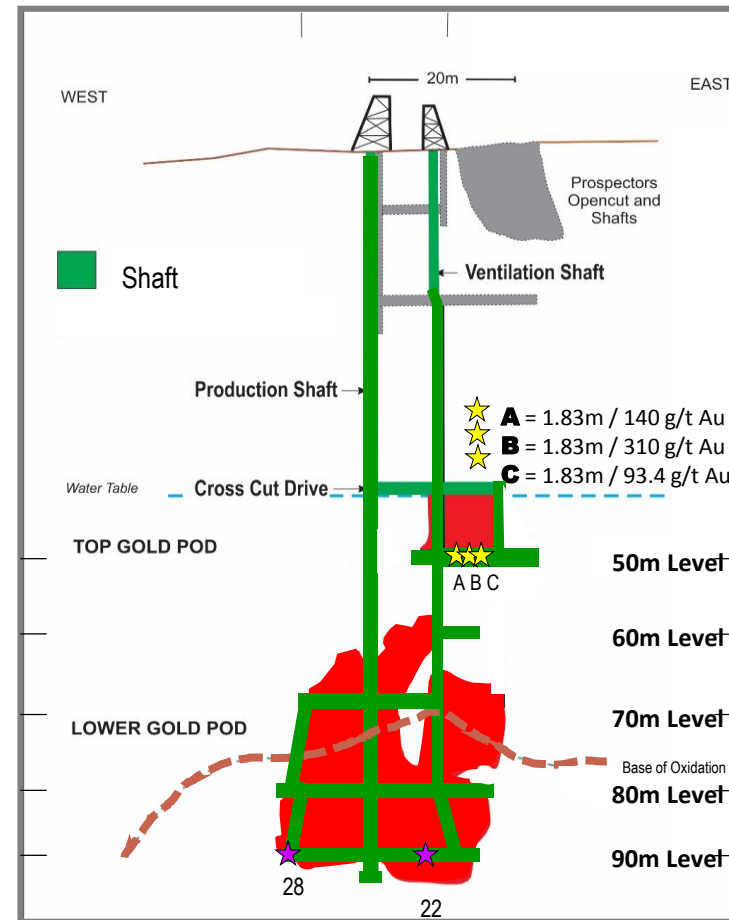 20m
WEST
EAST
Prospectors
Opencut and
Shafts
Shaft
Ventilation Shaft
Production Shaft
A = 1.83m / 140 g/t Au
B = 1.83m / 310 g/t Au
C = 1.83m / 93.4 g/t Au
Water Table
Cross Cut Drive
TOP GOLD POD
50m Level
A B C
60m Level
70m Level
LOWER GOLD POD
Base of Oxidation
80m Level
90m Level
28
22